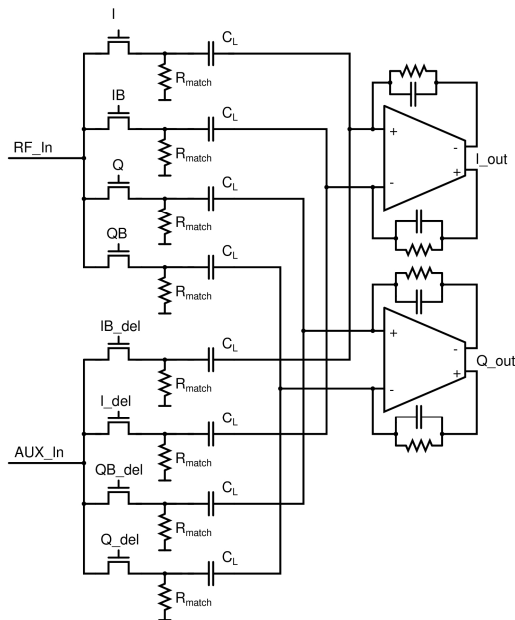 I
C_L
R_match
IB
C_L
R_match
RF_In
Q
C_L
R_match
QB
C_L
R_match
+
-
-
+
I_out
IB_del
C_L
R_match
I_del
C_L
R_match
AUX_In
QB_del
C_L
R_match
Q_del
C_L
R_match
+
-
-
+
Q_out